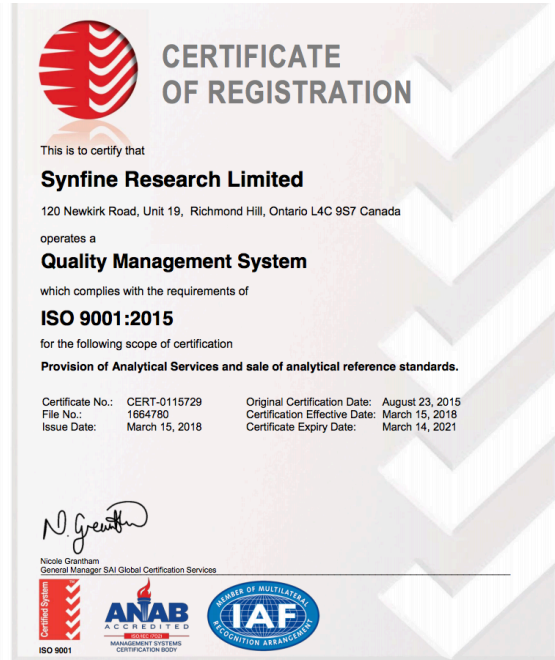 CERTIFICATE
OF REGISTRATION
This is to certify that
Synfine Research Limited
120 Newkirk Road, Unit 19, Richmond Hill, Ontario L4C 9S7 Canada
operates a
Quality Management System
which complies with the requirements of
ISO 9001:2015
for the following scope of certification
Provision of Analytical Services and sale of analytical reference standards.
Certificate No.: CERT-0115729 Original Certification Date: August 23, 2015
File No.: 1664780 Certification Effective Date: March 15, 2018
Issue Date: March 15, 2018 Certificate Expiry Date: March 14, 2021
N. Grantham
Nicole Grantham
General Manager SAI Global Certification Services
Certified System
ISO 9001
ANAB
ACCREDITED
ISO/IEC 17021
MANAGEMENT SYSTEMS
CERTIFICATION BODY
MEMBER OF MULTILATERAL
IAF
RECOGNITION ARRANGEMENT